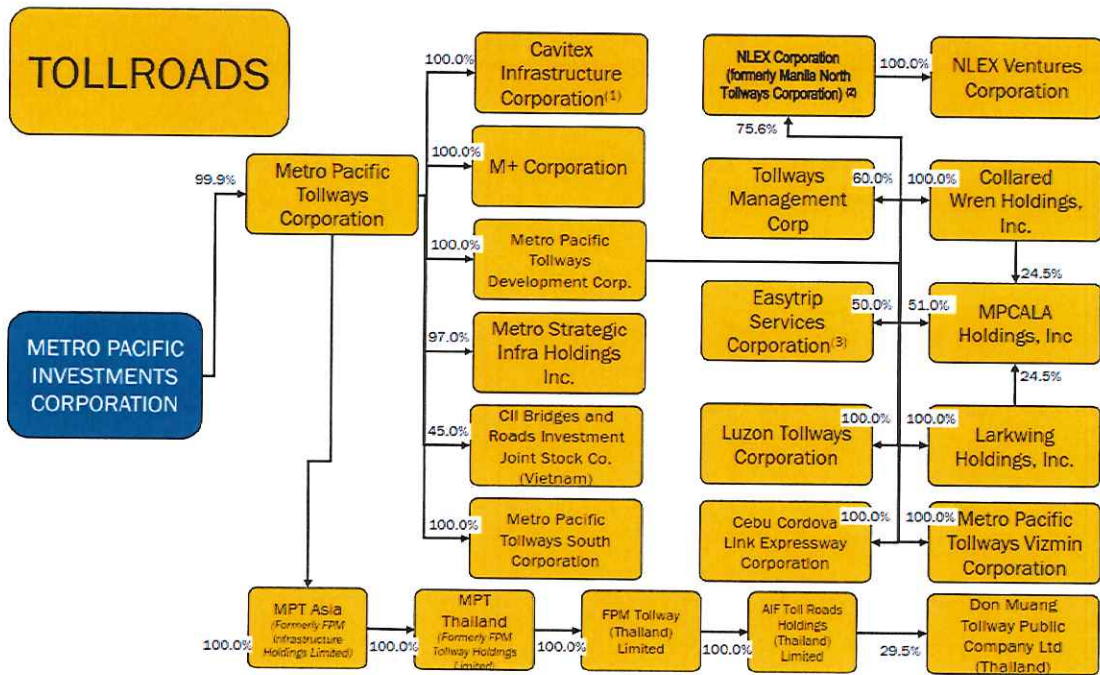 TOLLROADS
METRO PACIFIC
INVESTMENTS
CORPORATION
99.9%
Metro Pacific
Tollways
Corporation
100.0%
Cavitex
Infrastructure
Corporation(1)
100.0%
M+ Corporation
100.0%
Metro Pacific
Tollways
Development Corp.
97.0%
Metro Strategic
Infra Holdings
Inc.
45.0%
CII Bridges and
Roads Investment
Joint Stock Co.
(Vietnam)
100.0%
Metro Pacific
Tollways South
Corporation
NLEX Corporation
(formerly Manila North
Tollways Corporation) (2)
75.6%
100.0%
NLEX Ventures
Corporation
Tollways
Management
Corp
60.0%
100.0%
Collared
Wren Holdings,
Inc.
24.5%
Easytrip
Services
Corporation(3)
50.0%
51.0%
MPCALA
Holdings, Inc
24.5%
Luzon Tollways
Corporation
100.0%
100.0%
Larkwing
Holdings, Inc.
Cebu Cordova
Link Expressway
Corporation
100.0%
100.0%
Metro Pacific
Tollways Vizmin
Corporation
100.0%
MPT Asia
(Formerly FPM
Infrastructure
Holdings Limited)
100.0%
MPT
Thailand
(Formerly FPM
Tollway Holdings
Limited)
100.0%
FPM Tollway
(Thailand)
Limited
100.0%
AIF Toll Roads
Holdings
(Thailand)
Limited
29.5%
Don Muang
Tollway Public
Company Ltd
(Thailand)